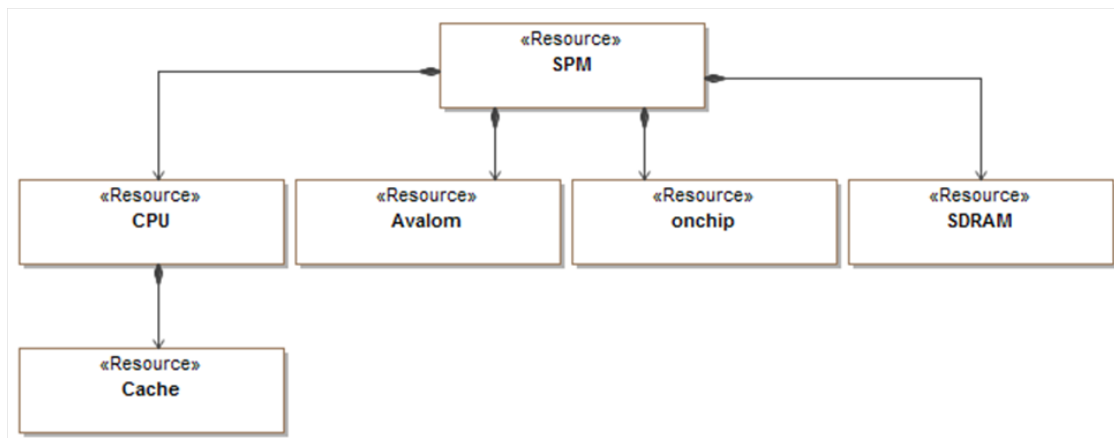 «Resource»
SPM
«Resource»
CPU
«Resource»
Avalom
«Resource»
onchip
«Resource»
SDRAM
«Resource»
Cache